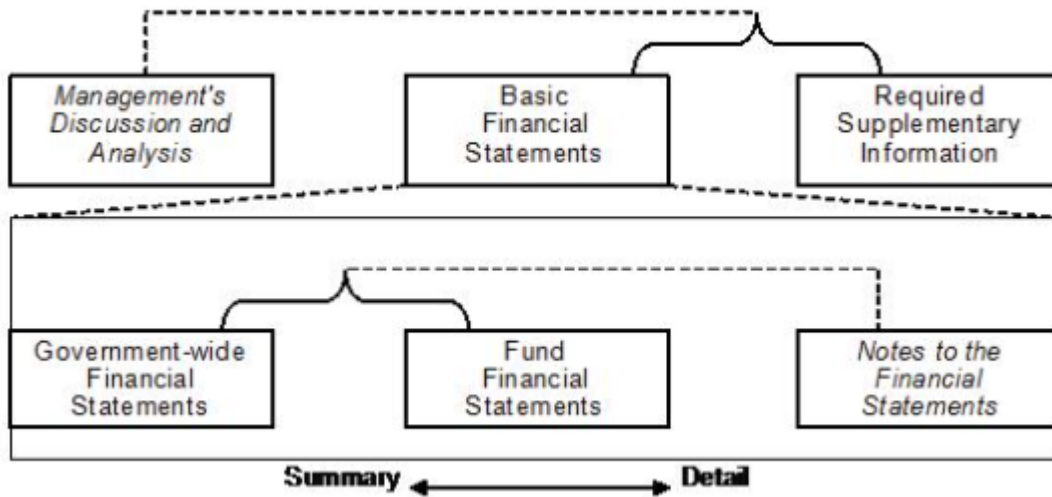 Management's
Discussion and
Analysis
Basic
Financial
Statements
Required
Supplementary
Information
Government-wide
Financial
Statements
Fund
Financial
Statements
Notes to the
Financial
Statements
Summary
Detail